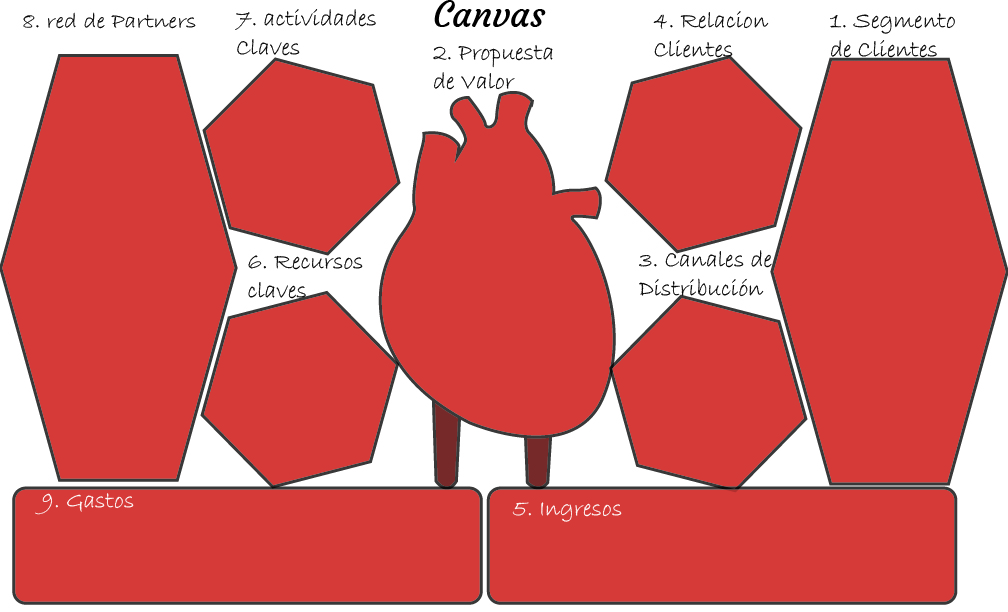 Canvas
8. red de Partners
7. actividades
Claves
2. Propuesta
de Valor
4. Relacion
Clientes
1. Segmento
de Clientes
6. Recursos
claves
3. Canales de
Distribución
9. Gastos
5. Ingresos